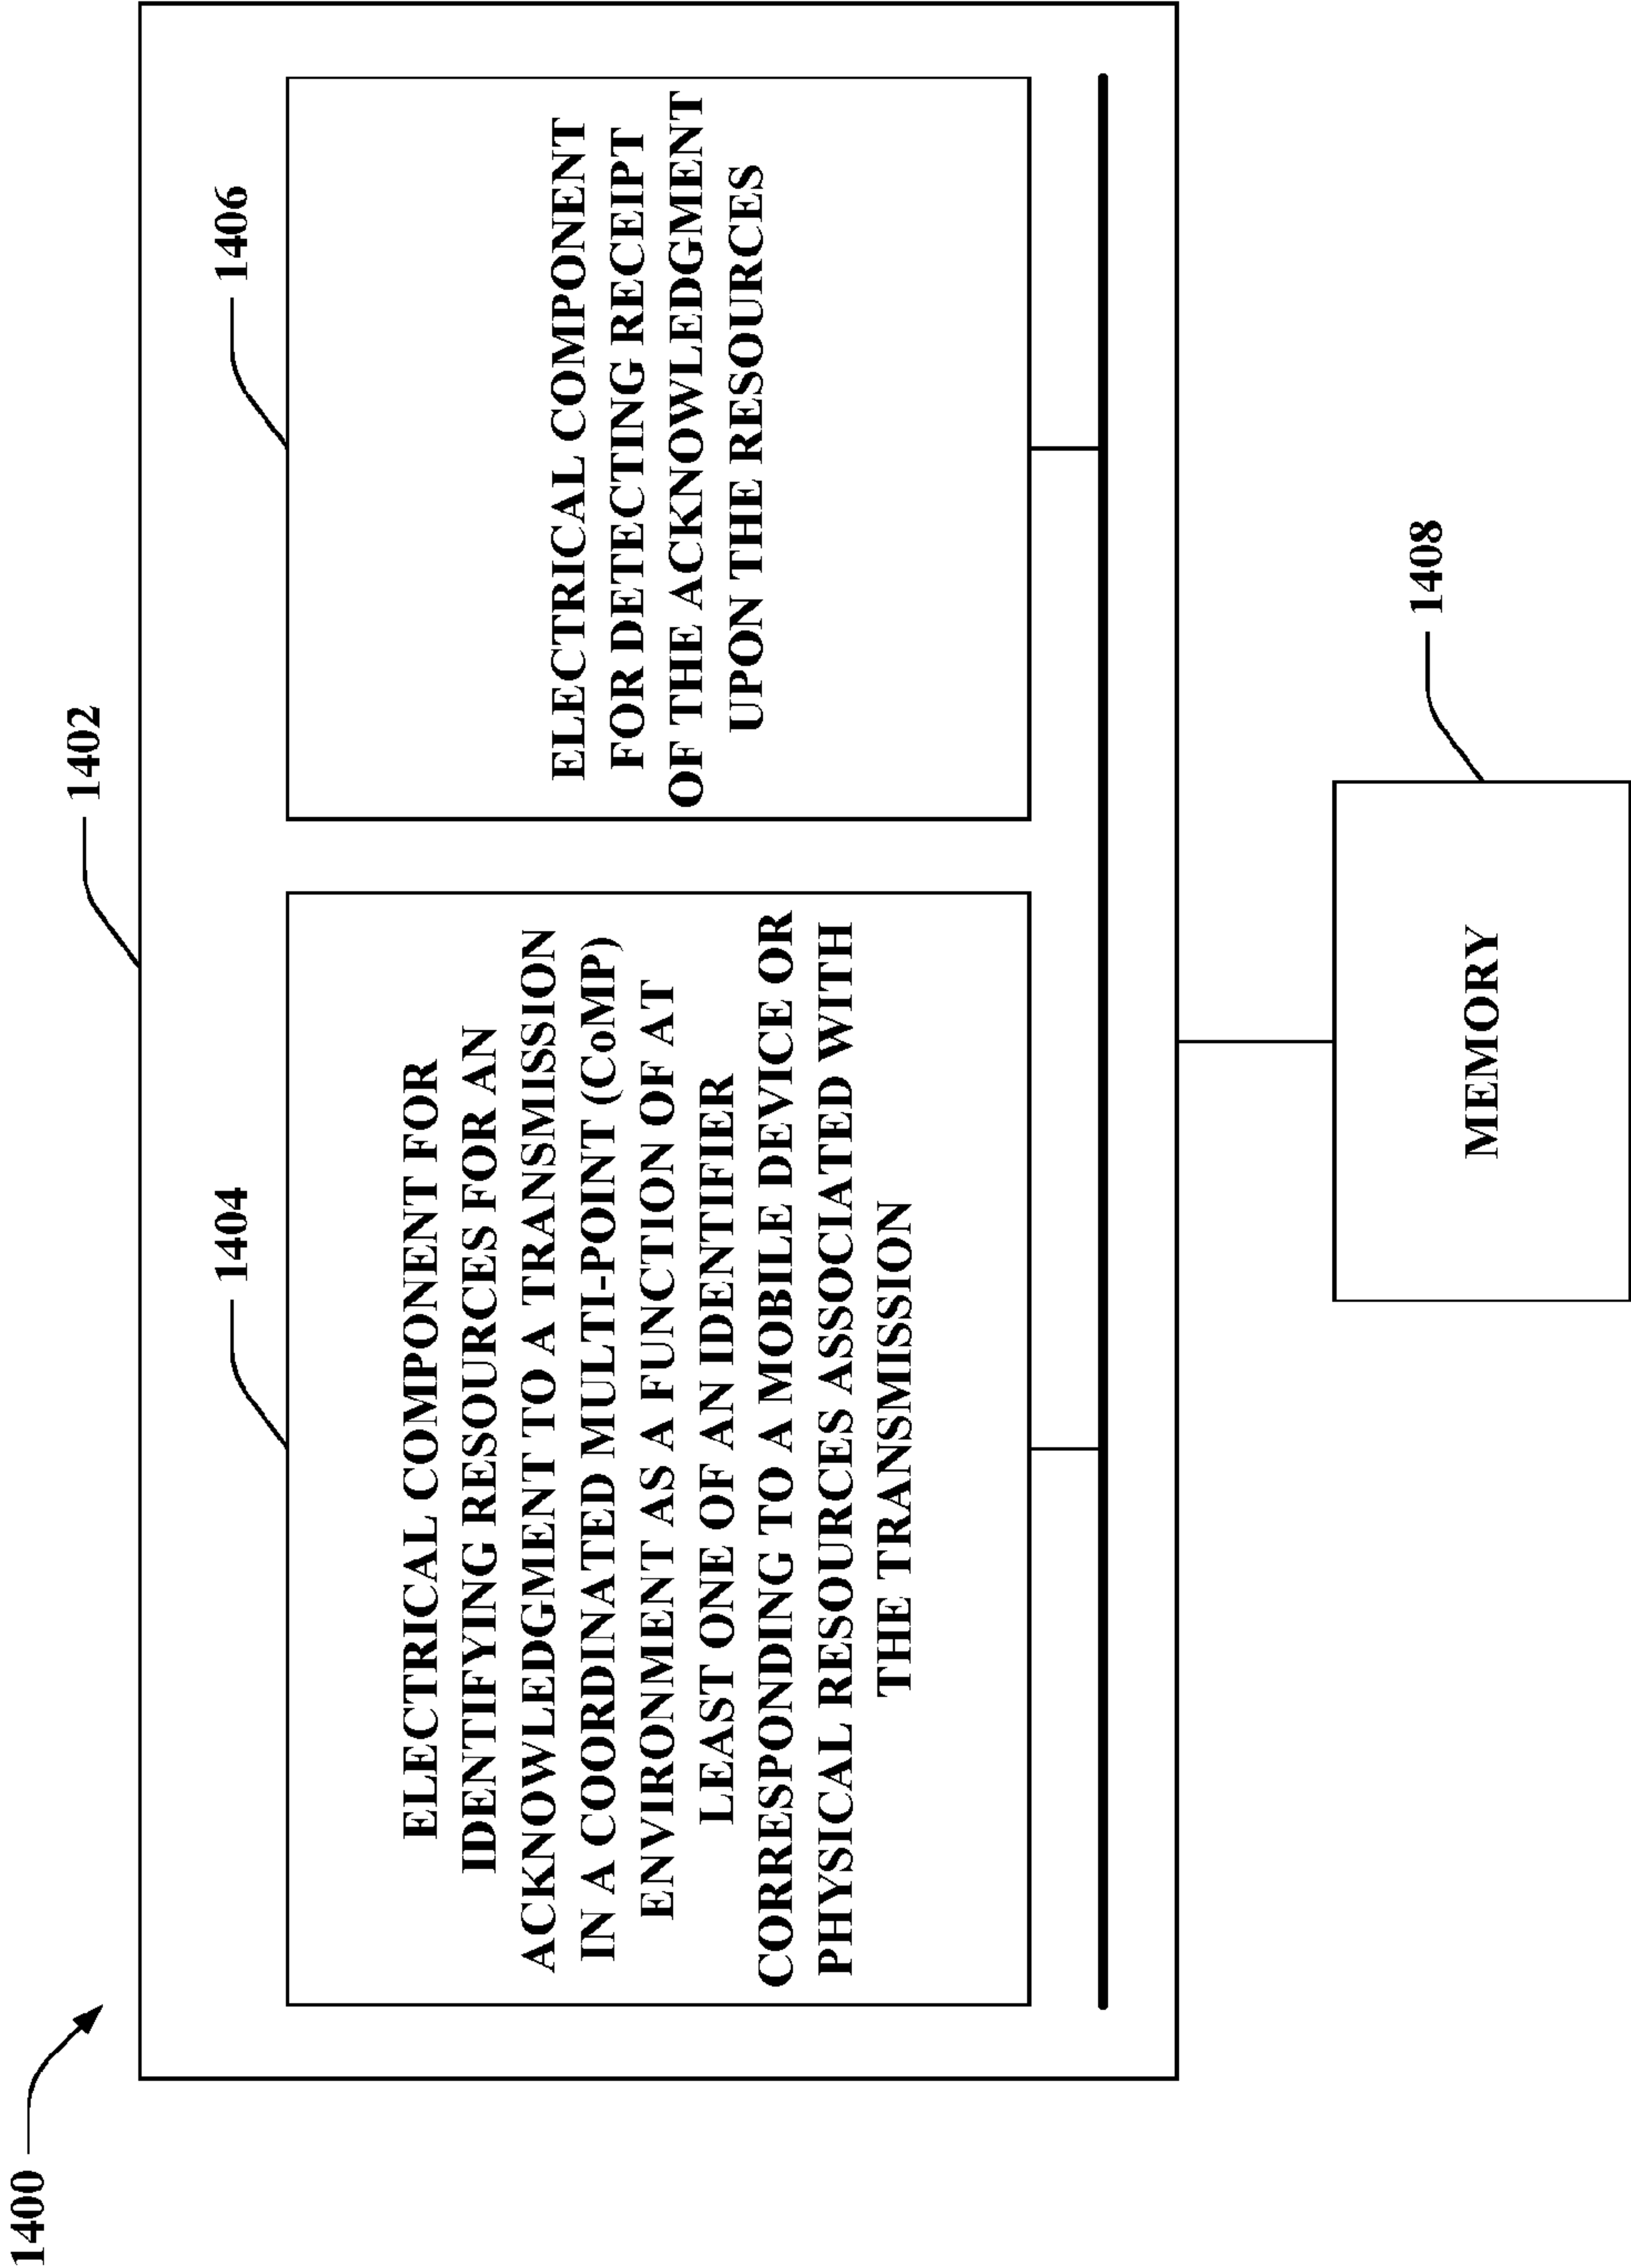 1400
1402
1404
ELECTRICAL COMPONENT FOR
IDENTIFYING RESOURCES FOR AN
ACKNOWLEDGMENT TO A TRANSMISSION
IN A COORDINATED MULTI-POINT (CoMP)
ENVIRONMENT AS A FUNCTION OF AT
LEAST ONE OF AN IDENTIFIER
CORRESPONDING TO A MOBILE DEVICE OR
PHYSICAL RESOURCES ASSOCIATED WITH
THE TRANSMISSION
1406
ELECTRICAL COMPONENT
FOR DETECTING RECEIPT
OF THE ACKNOWLEDGMENT
UPON THE RESOURCES
1408
MEMORY